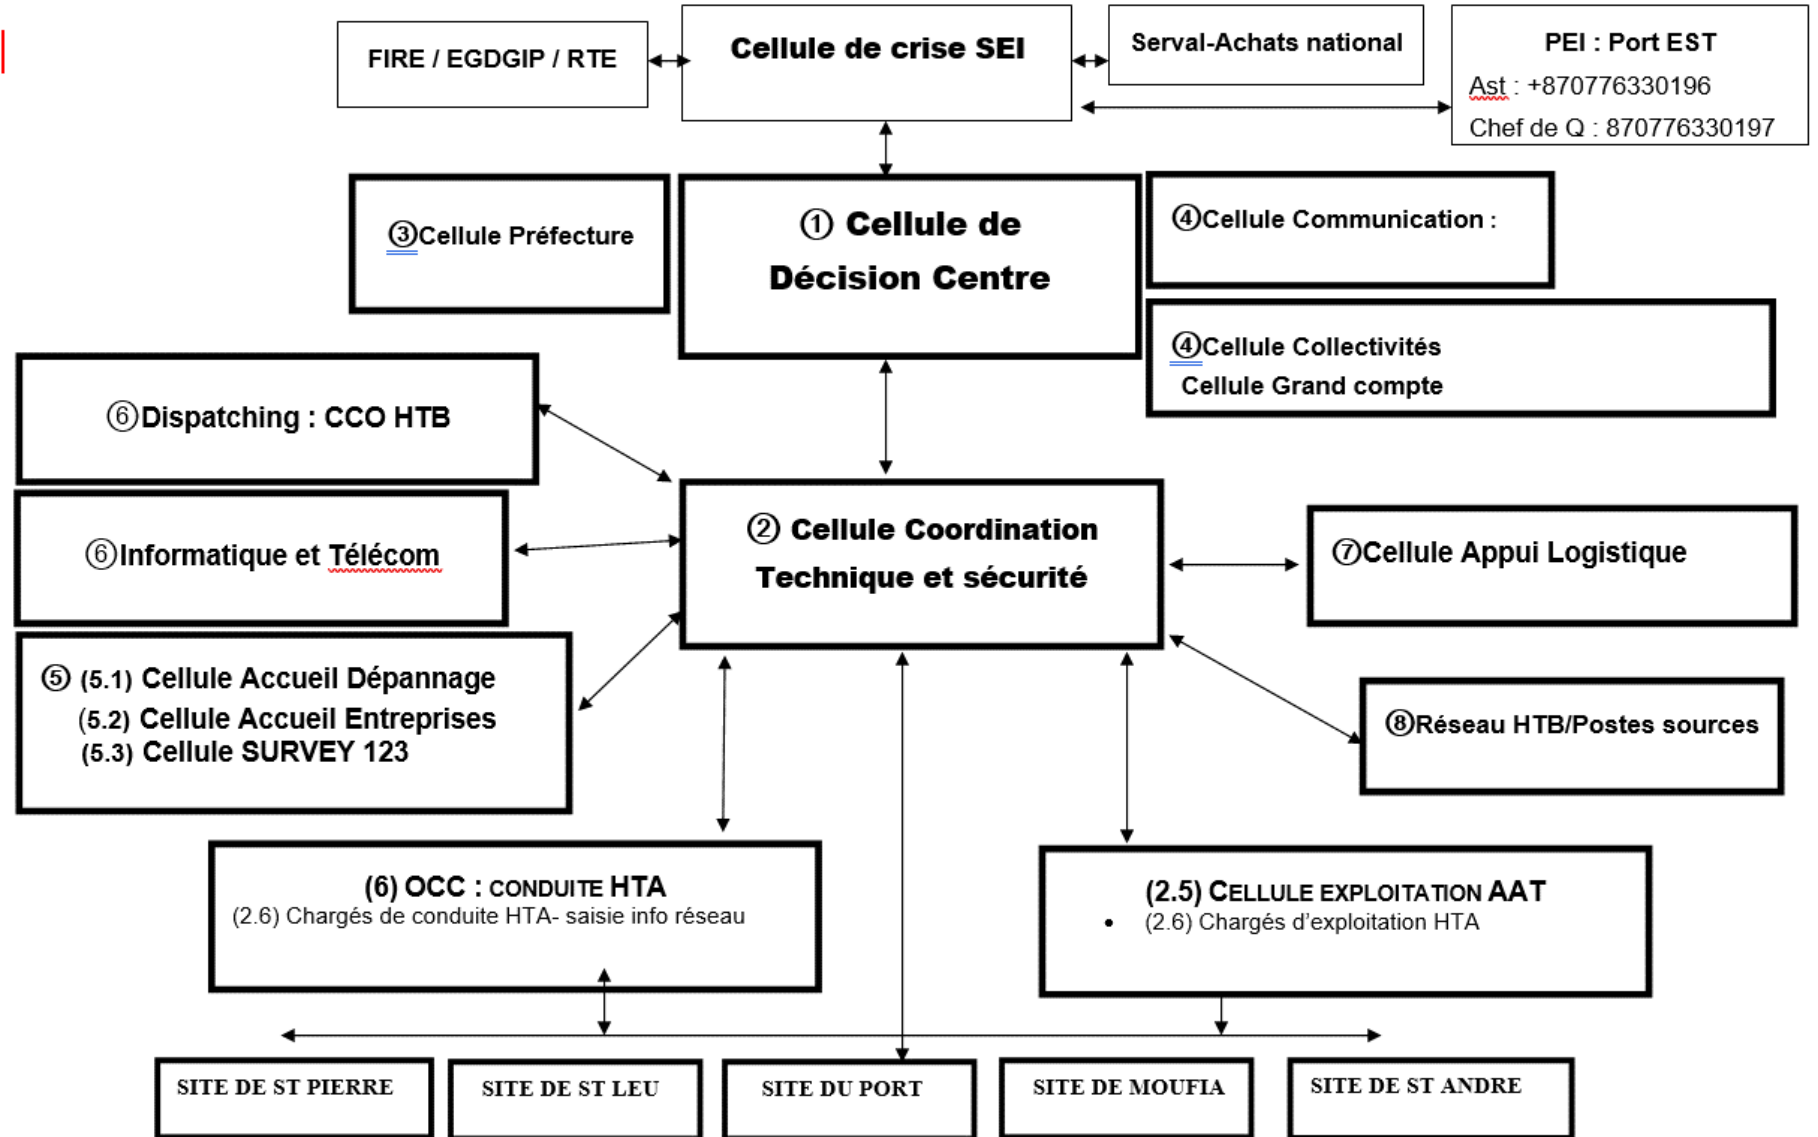 FIRE / EGDGIP / RTE
Cellule de crise SEI
Serval-Achats national
PEI : Port EST
Ast : +870776330196
Chef de Q : 870776330197
③Cellule Préfecture
① Cellule de
Décision Centre
④Cellule Communication :
④Cellule Collectivités
Cellule Grand compte
⑥Dispatching : CCO HTB
⑥Informatique et Télécom
② Cellule Coordination
Technique et sécurité
⑦Cellule Appui Logistique
⑤ (5.1) Cellule Accueil Dépannage
(5.2) Cellule Accueil Entreprises
(5.3) Cellule SURVEY 123
⑧Réseau HTB/Postes sources
(6) OCC : CONDUITE HTA
(2.6) Chargés de conduite HTA- saisie info réseau
(2.5) CELLULE EXPLOITATION AAT
• (2.6) Chargés d'exploitation HTA
SITE DE ST PIERRE
SITE DE ST LEU
SITE DU PORT
SITE DE MOUFIA
SITE DE ST ANDRE